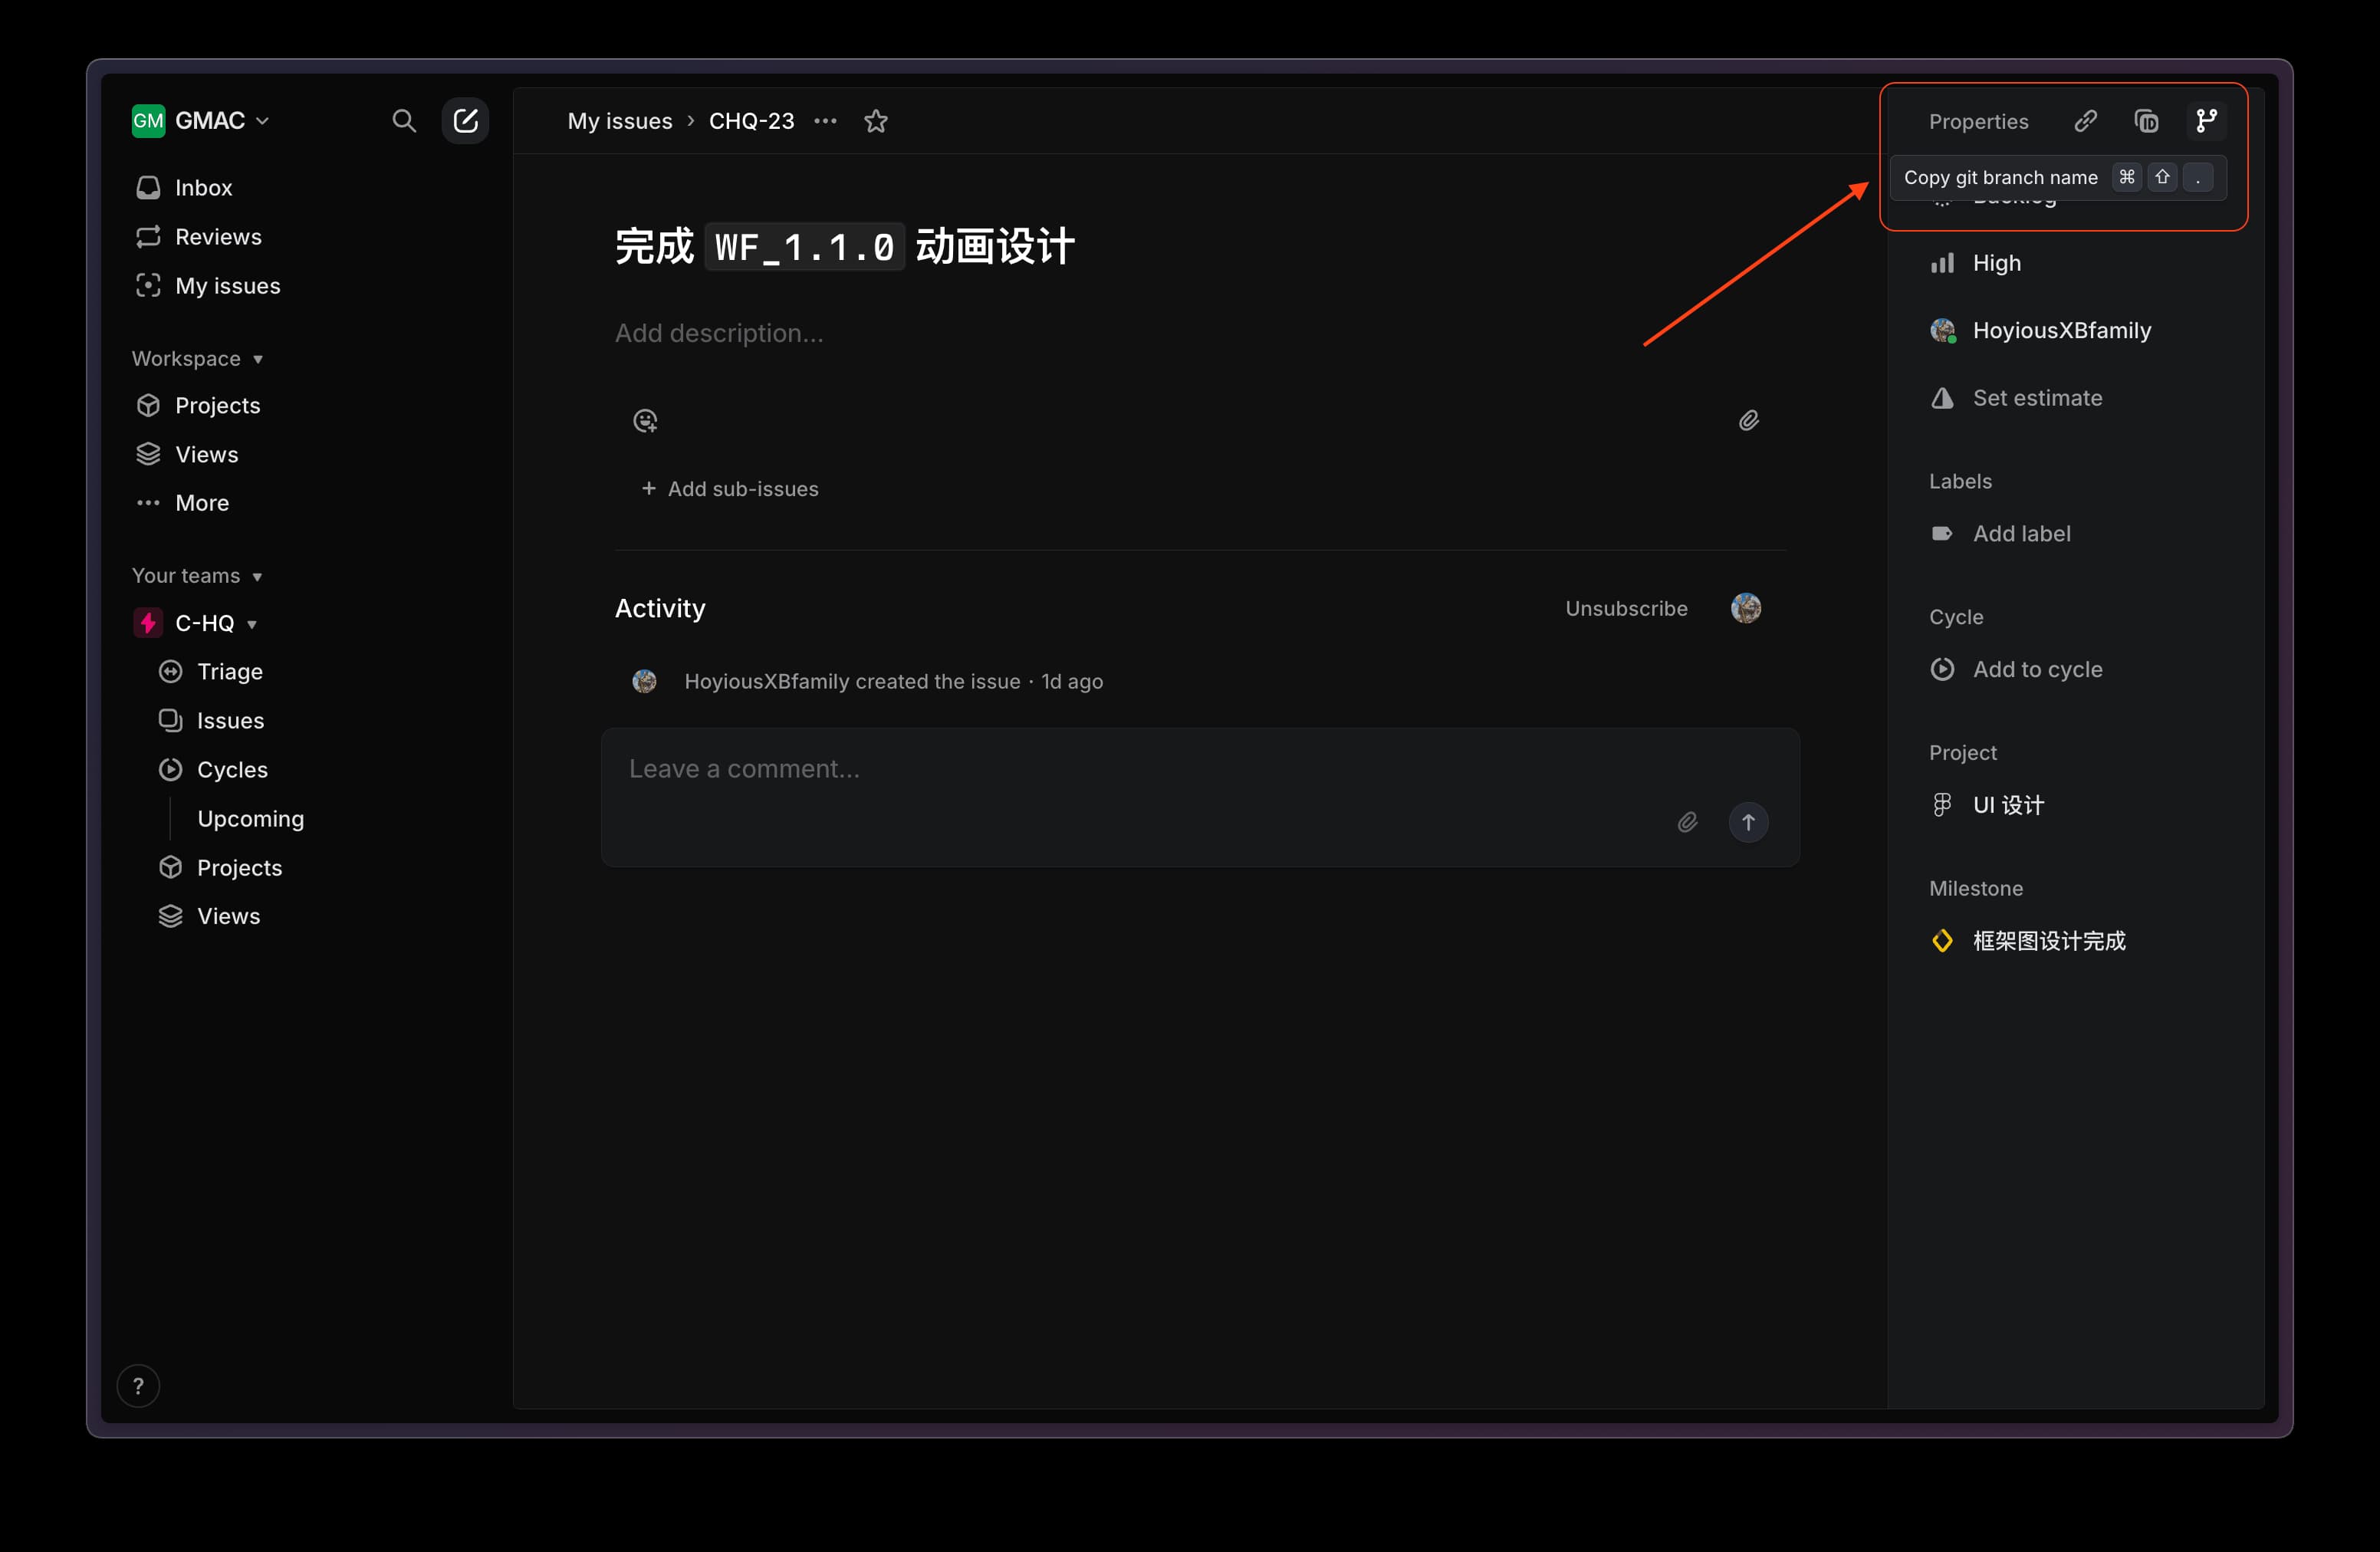 GM GMAC
Inbox
Reviews
My issues
Workspace
Projects
Views
More
Your teams
C-HQ
Triage
Issues
Cycles
Upcoming
Projects
Views
?
My issues › CHQ-23
完成 WF_1.1.0 动画设计
Add description...
+ Add sub-issues
Activity
Unsubscribe
HoyiousXBfamily created the issue · 1d ago
Leave a comment...
Properties
ID
Copy git branch name ⌘ ⇧ .
Backlog
High
HoyiousXBfamily
Set estimate
Labels
Add label
Cycle
Add to cycle
Project
UI 设计
Milestone
框架图设计完成